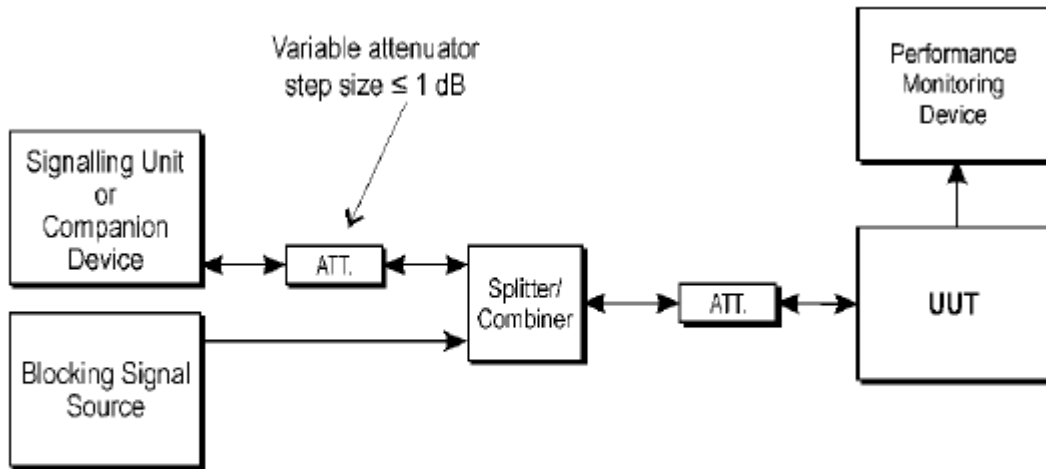 Variable attenuator
step size ≤ 1 dB
Performance
Monitoring
Device
Signalling Unit
or
Companion
Device
ATT.
Splitter/
Combiner
ATT.
UUT
Blocking Signal
Source